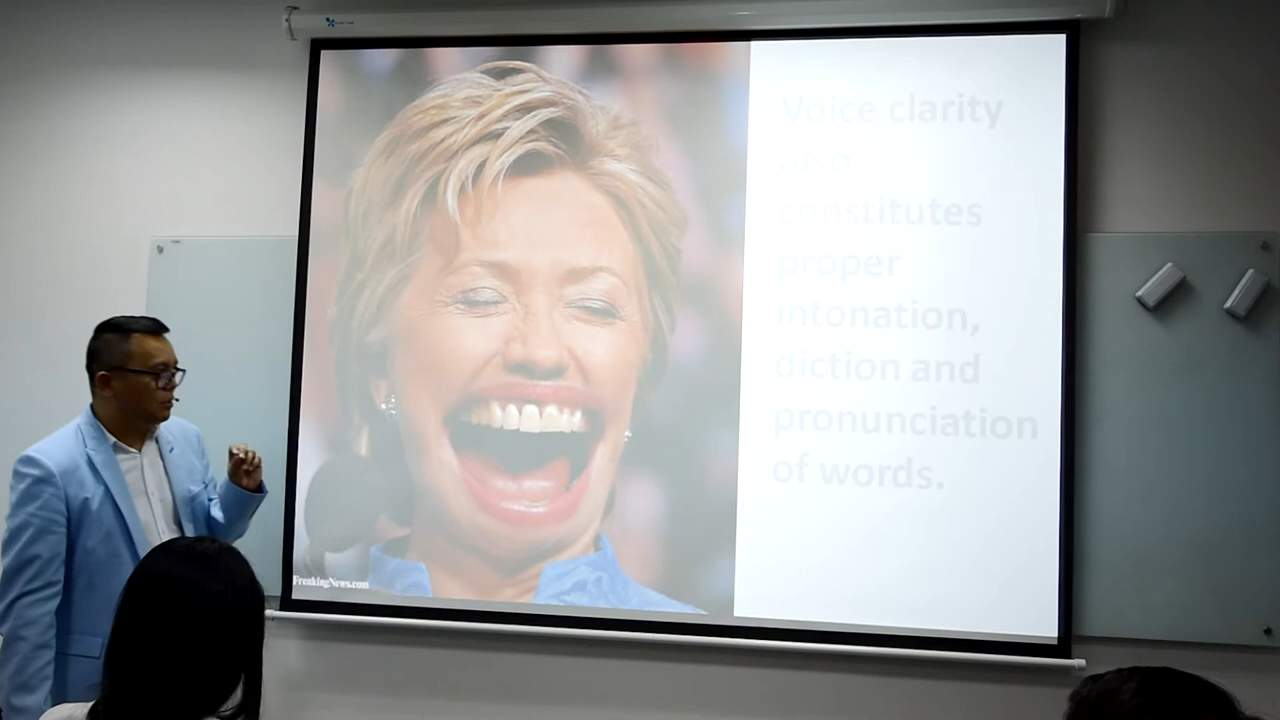 Voice clarity
also
constitutes
proper
intonation,
diction and
pronunciation
of words.
FreakingNews.com